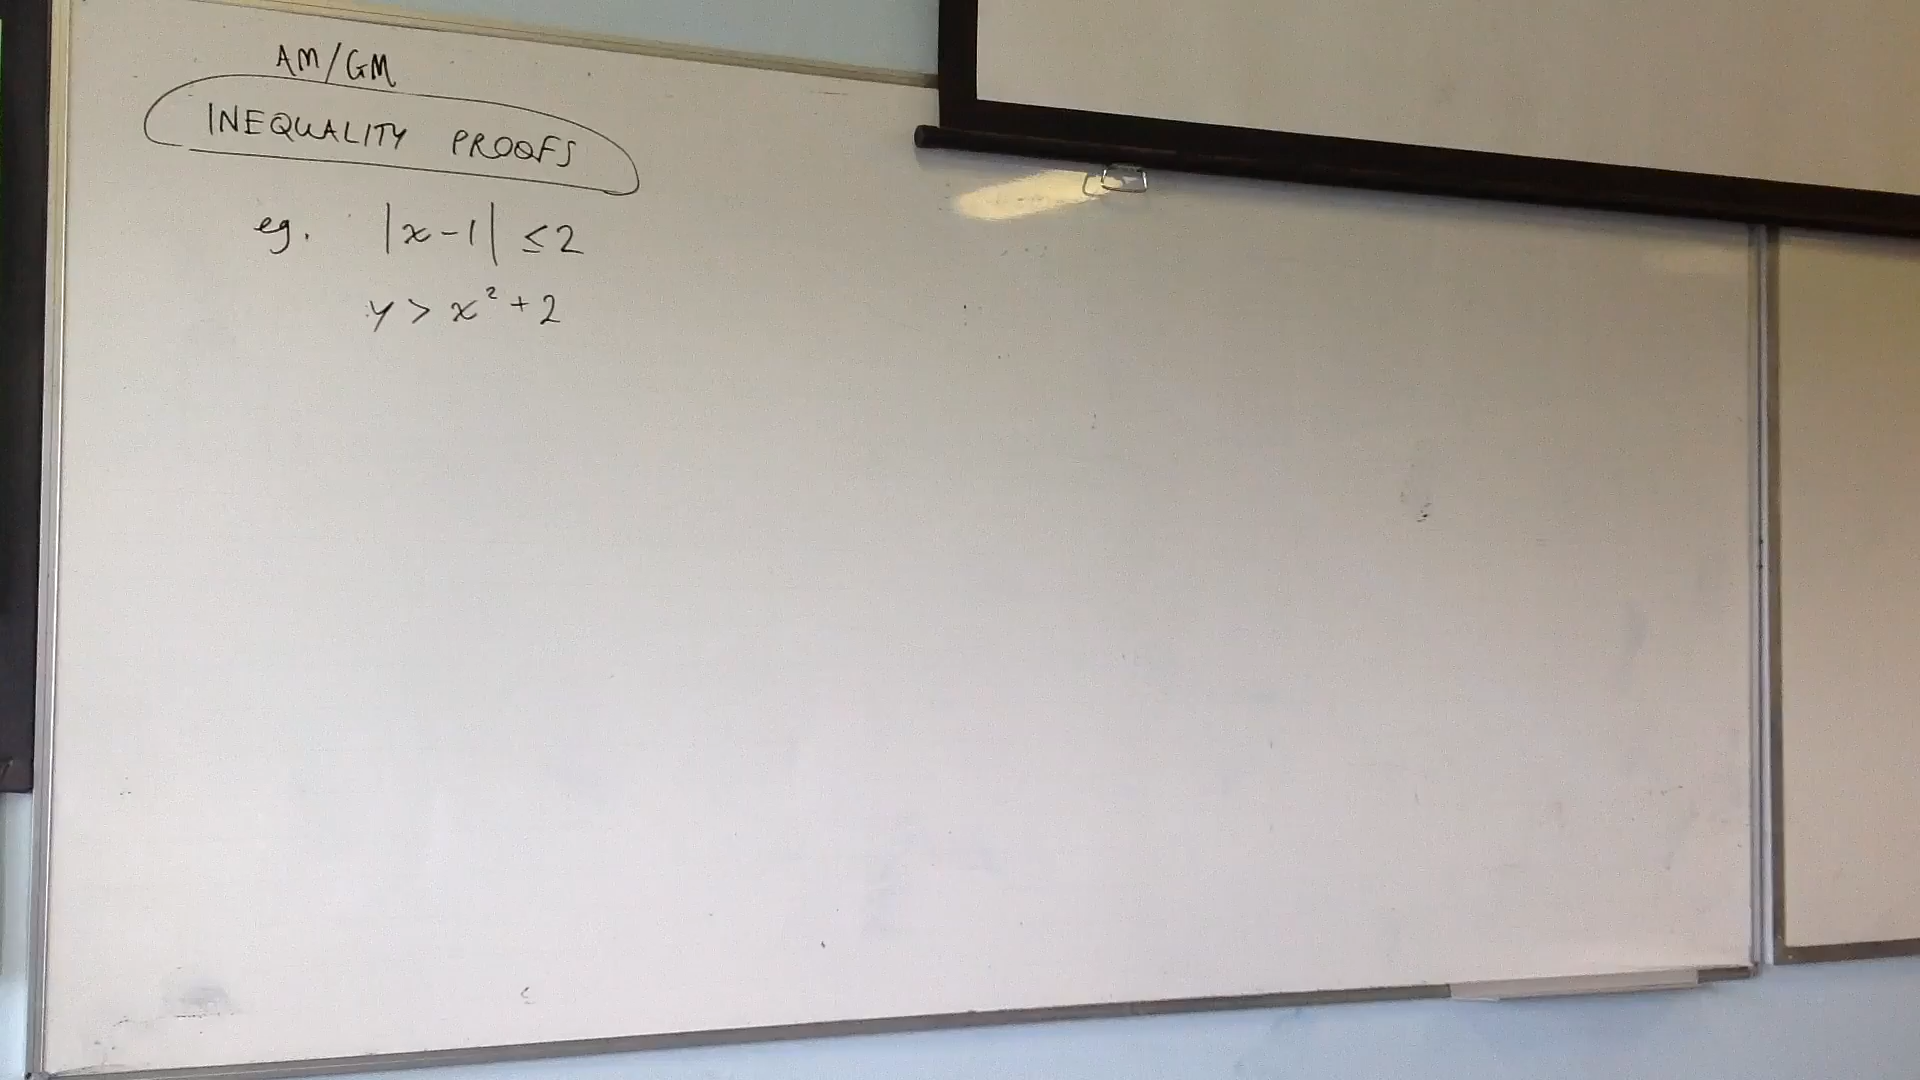 AM/GM
INEQUALITY PROOFS
eg. |x-1| ≤2
y > x² + 2